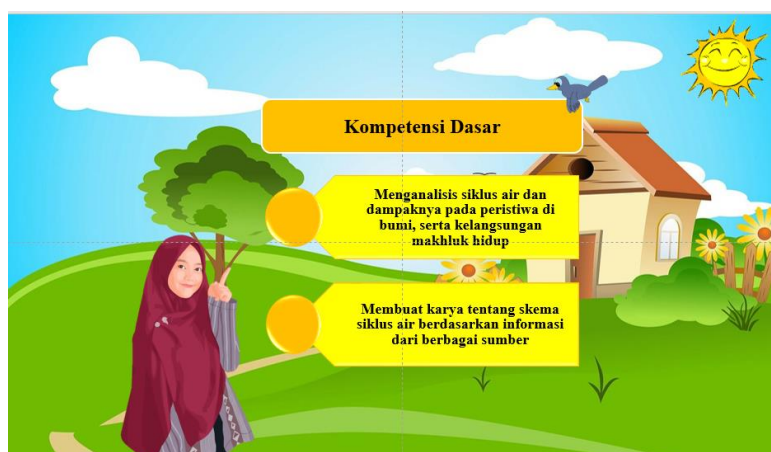 Kompetensi Dasar
Menganalisis siklus air dan
dampaknya pada peristiwa di
bumi, serta kelangsungan
makhluk hidup
Membuat karya tentang skema
siklus air berdasarkan informasi
dari berbagai sumber